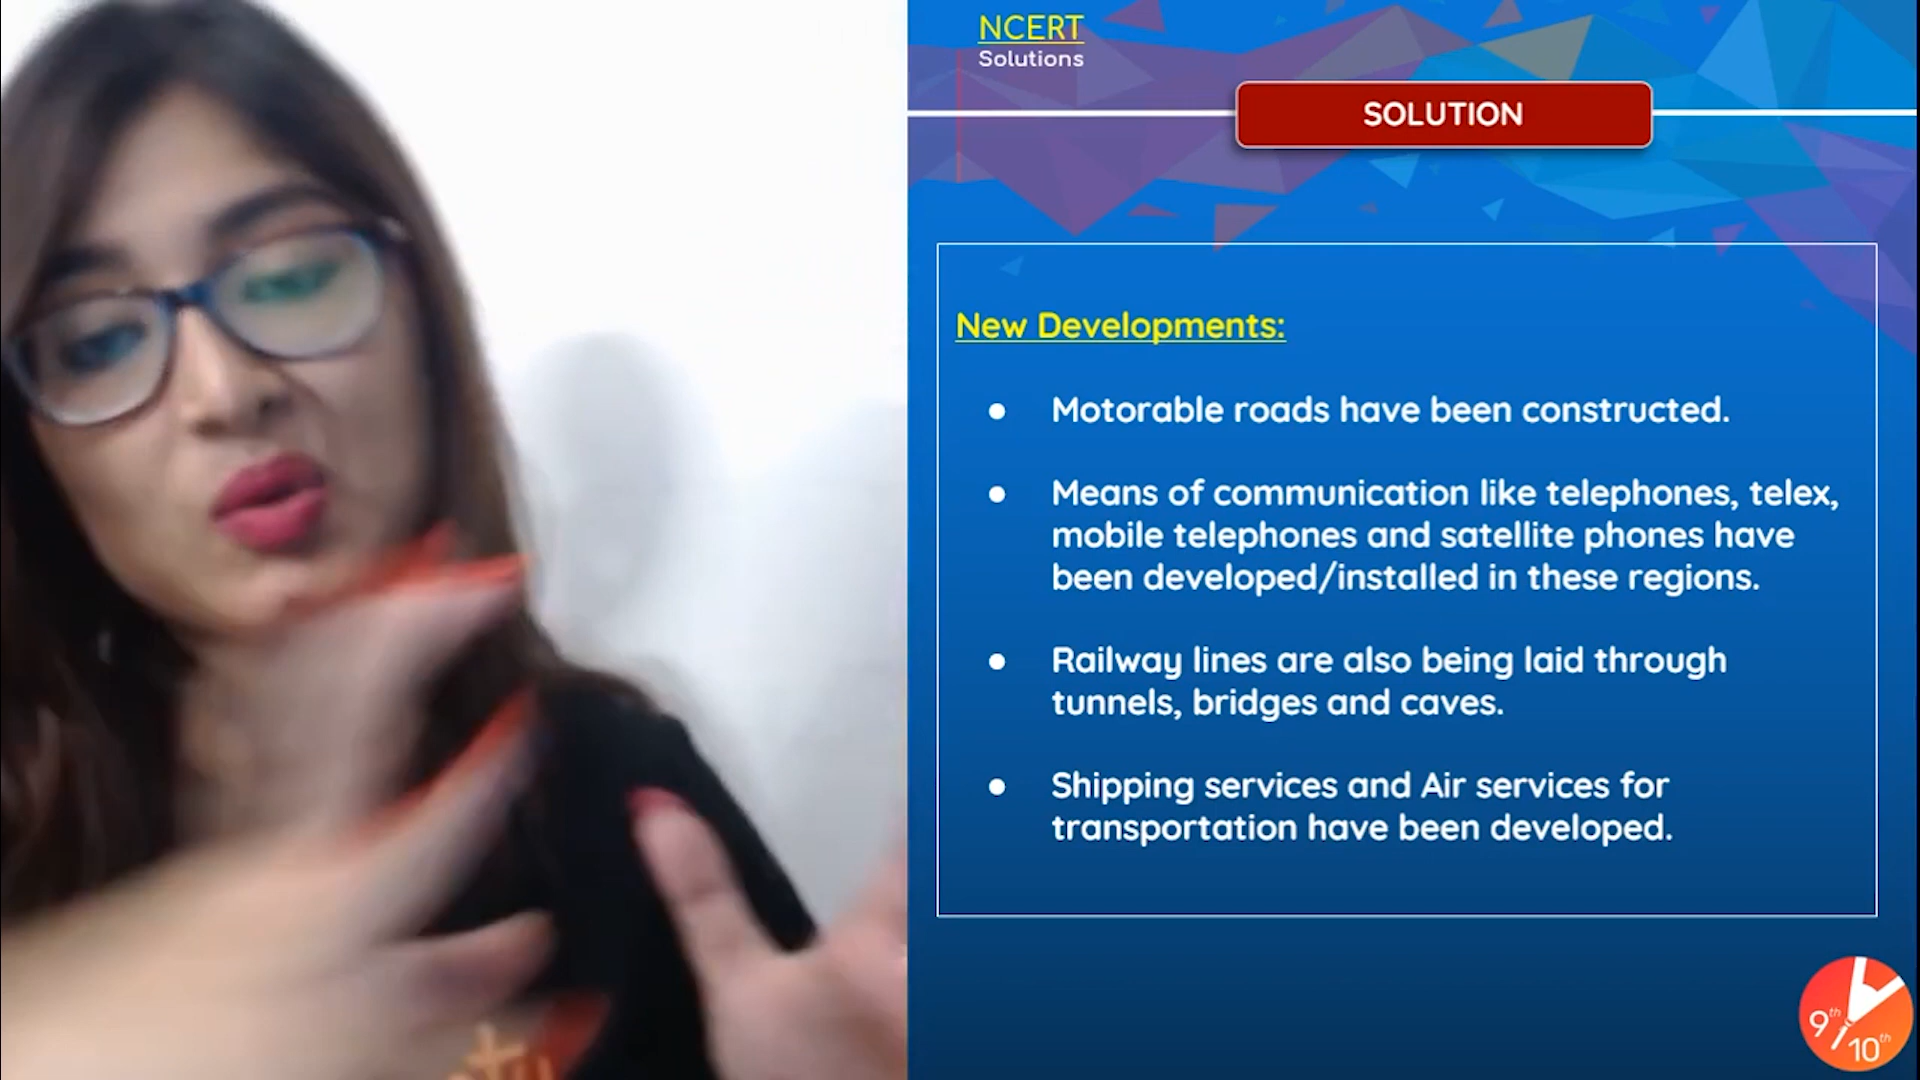 NCERT
Solutions
SOLUTION
New Developments:
● Motorable roads have been constructed.
● Means of communication like telephones, telex,
mobile telephones and satellite phones have
been developed/installed in these regions.
● Railway lines are also being laid through
tunnels, bridges and caves.
● Shipping services and Air services for
transportation have been developed.
9th/10th